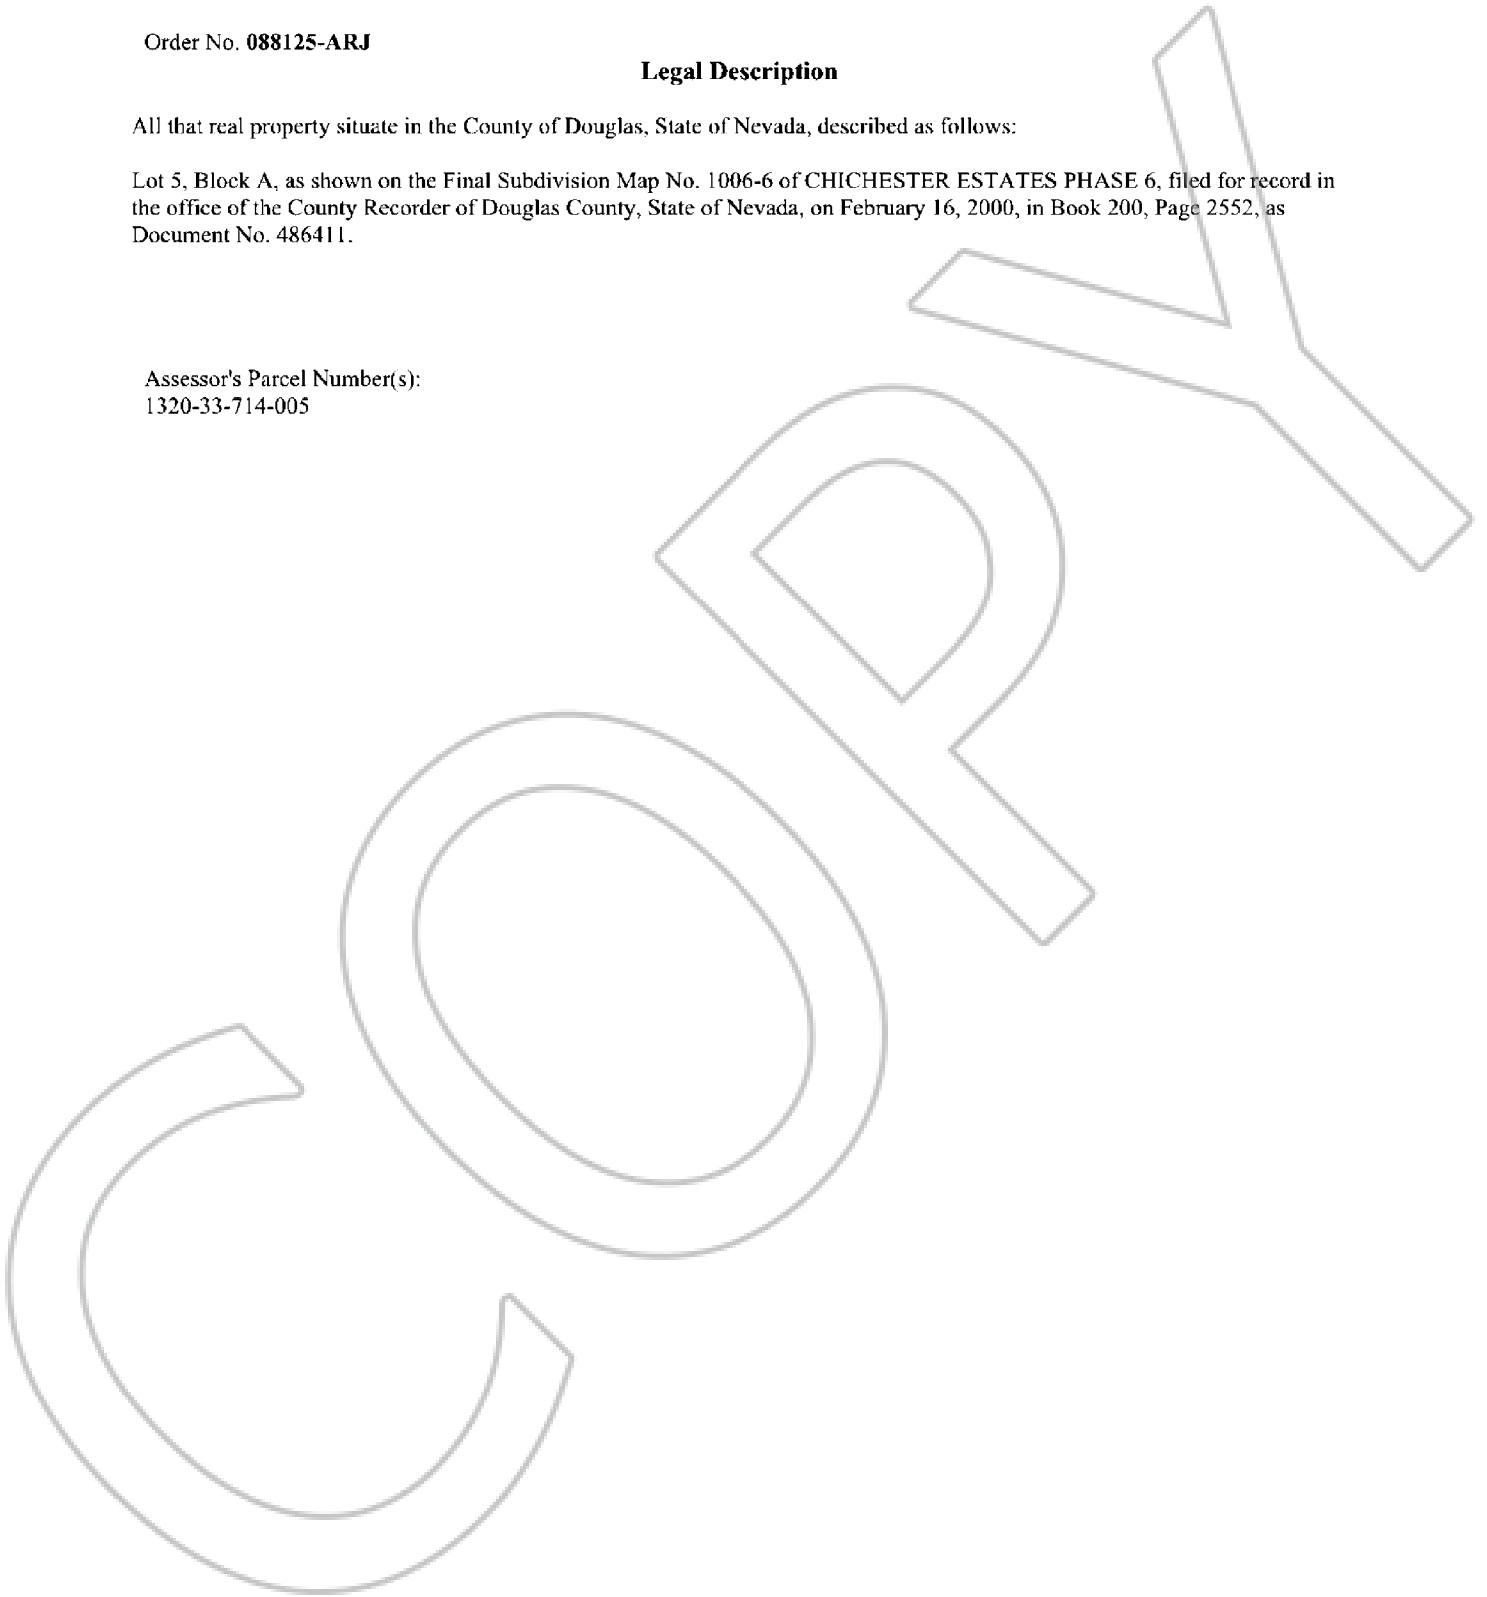 Order No. 088125-ARJ
Legal Description
All that real property situate in the County of Douglas, State of Nevada, described as follows:
Lot 5, Block A, as shown on the Final Subdivision Map No. 1006-6 of CHICHESTER ESTATES PHASE 6, filed for record in
the office of the County Recorder of Douglas County, State of Nevada, on February 16, 2000, in Book 200, Page 2552, as
Document No. 486411.
Assessor's Parcel Number(s):
1320-33-714-005
COPY